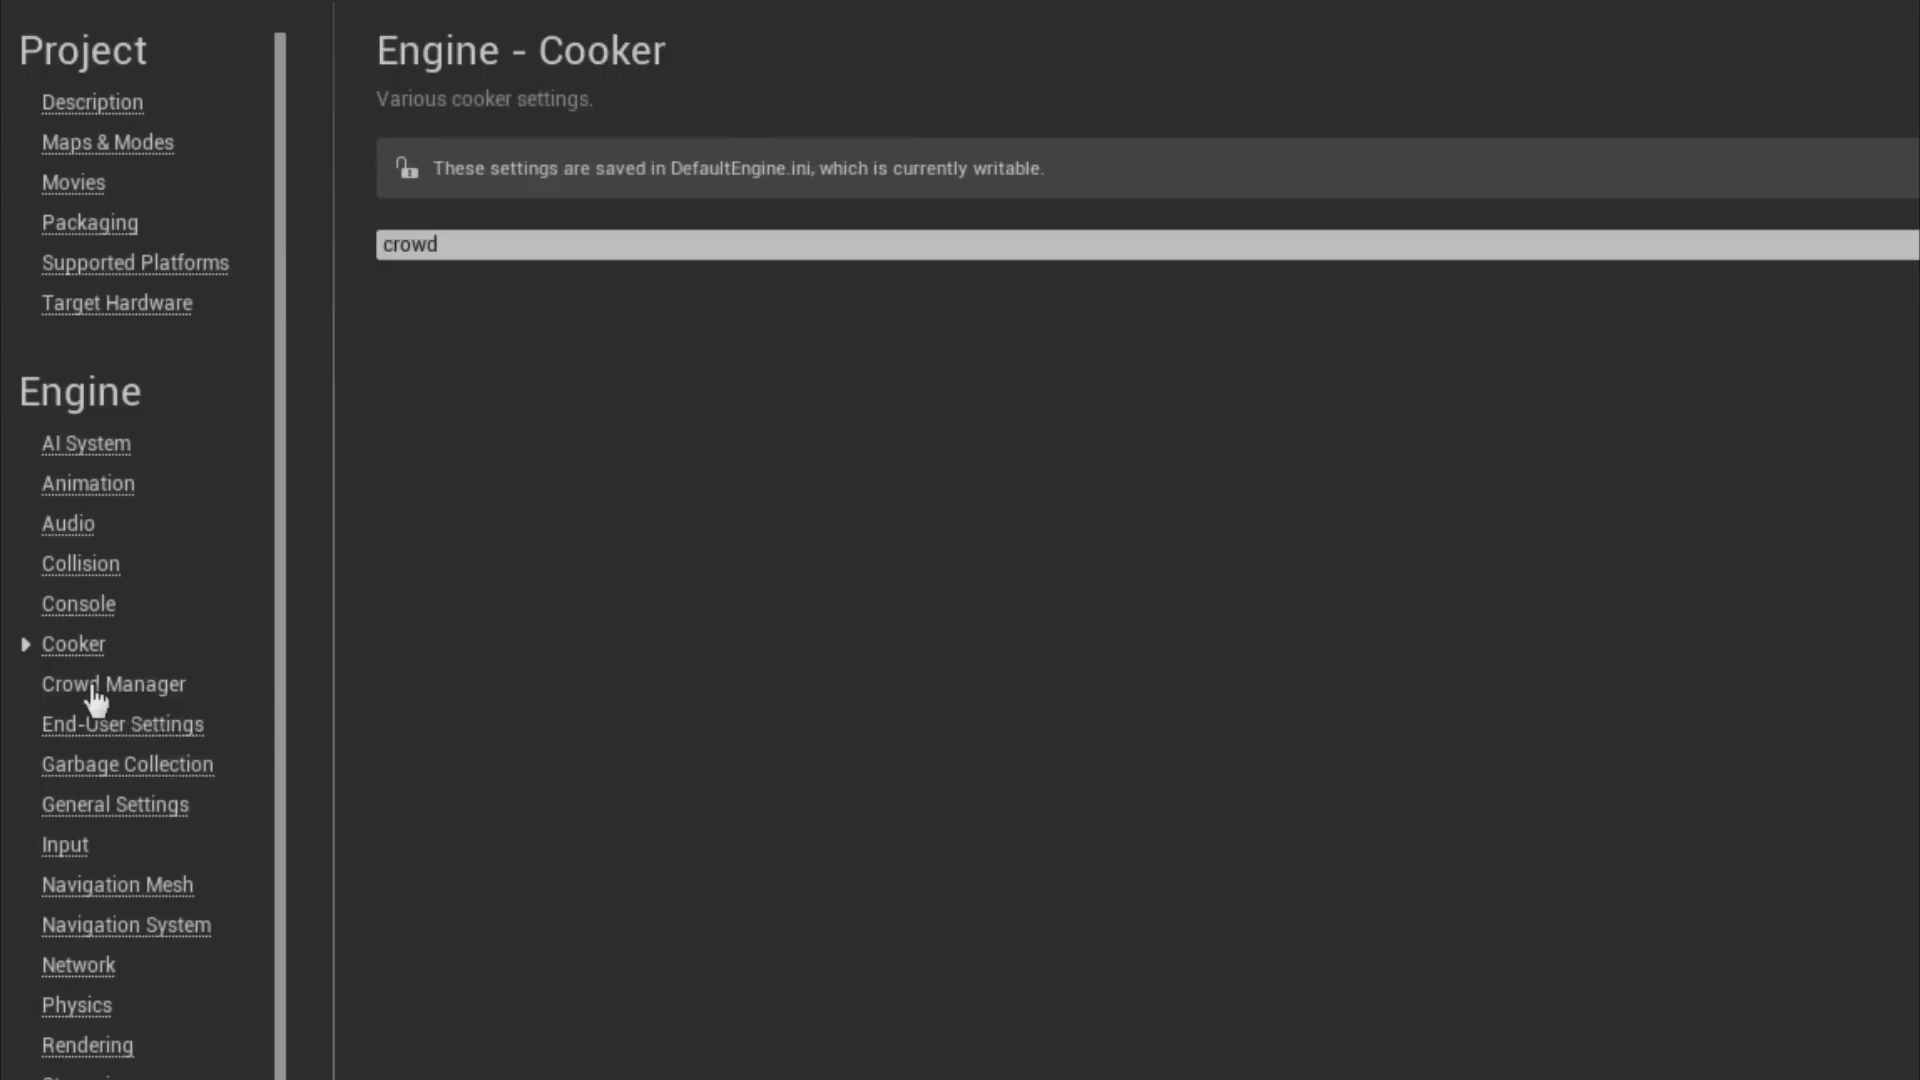 Project
Description
Maps & Modes
Movies
Packaging
Supported Platforms
Target Hardware
Engine
AI System
Animation
Audio
Collision
Console
Cooker
Crowd Manager
End-User Settings
Garbage Collection
General Settings
Input
Navigation Mesh
Navigation System
Network
Physics
Rendering
Engine - Cooker
Various cooker settings.
These settings are saved in DefaultEngine.ini, which is currently writable.
crowd